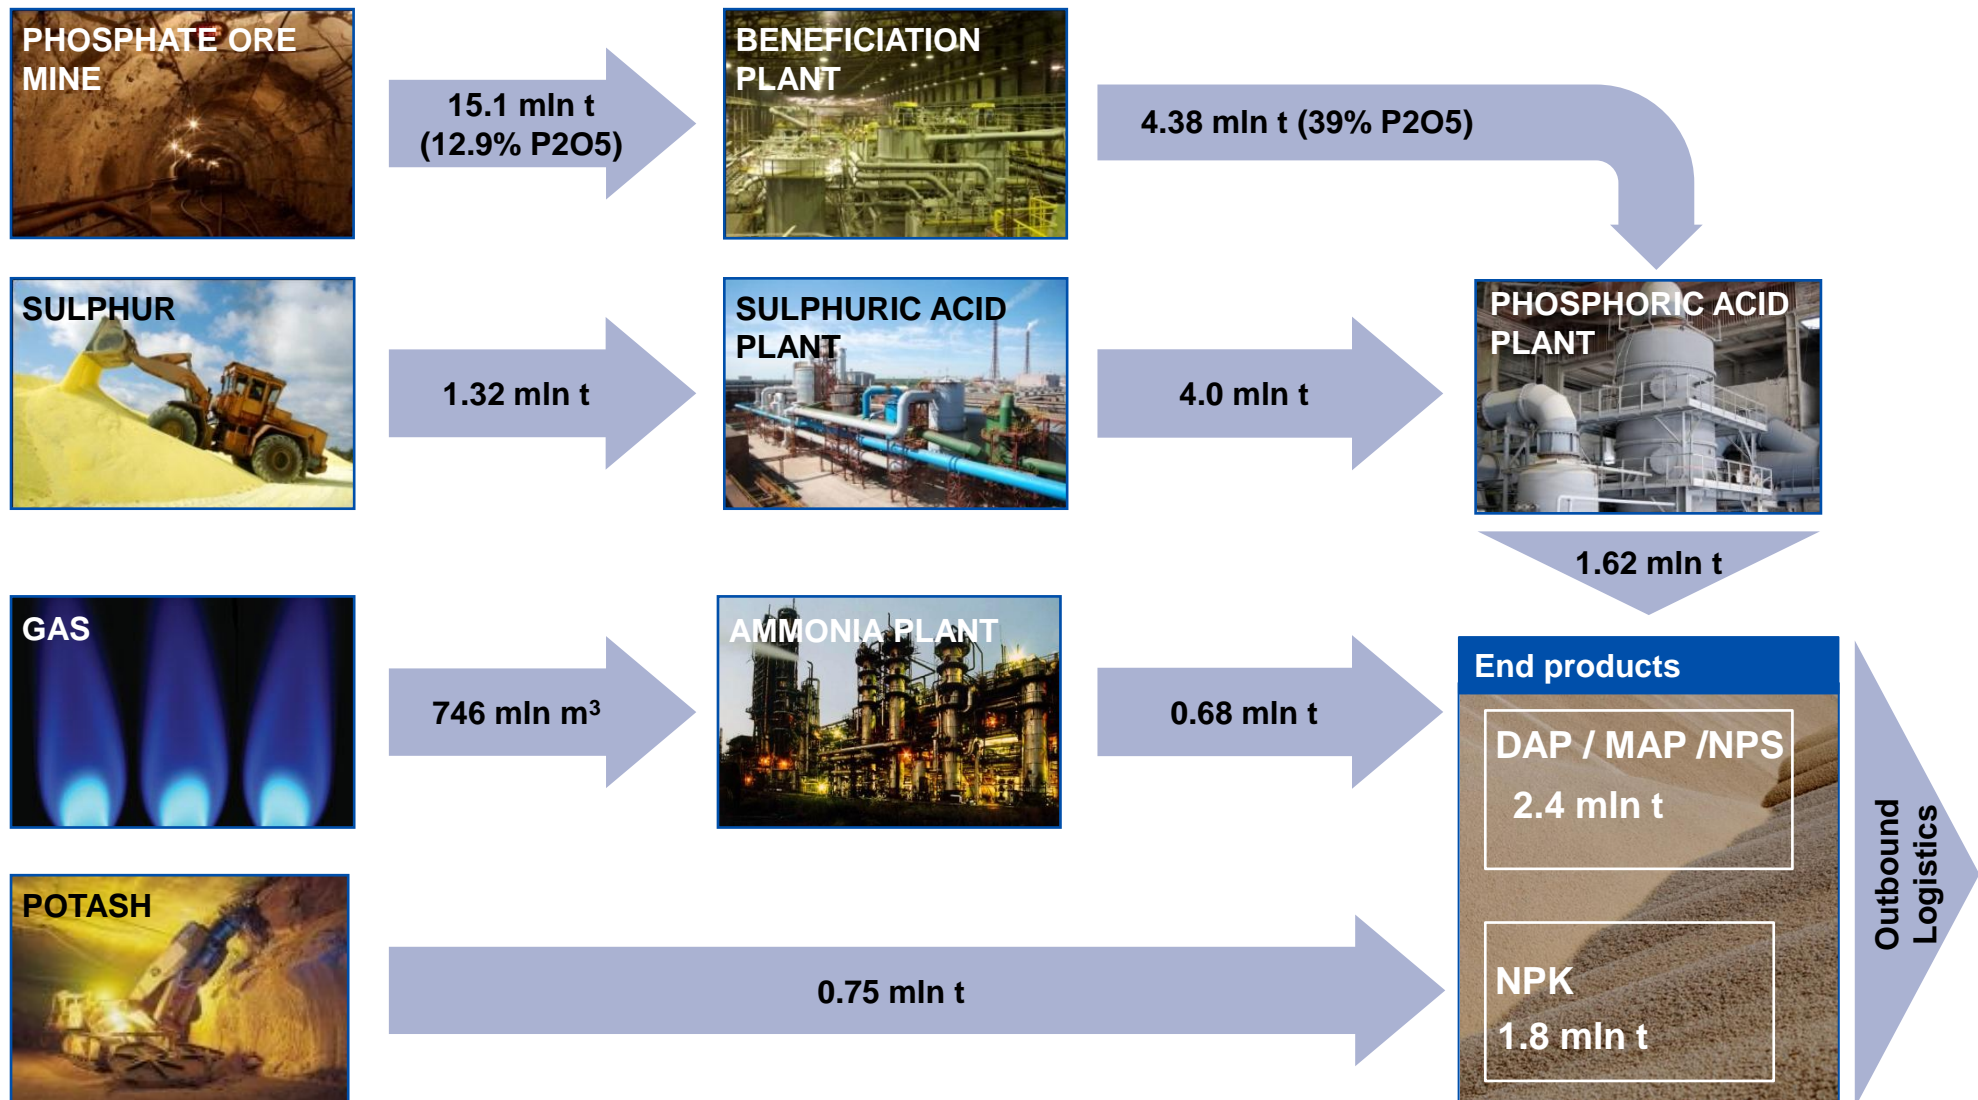 PHOSPHATE ORE
MINE
15.1 mln t
(12.9% P2O5)
BENEFICIATION
PLANT
4.38 mln t (39% P2O5)
SULPHUR
1.32 mln t
SULPHURIC ACID
PLANT
4.0 mln t
PHOSPHORIC ACID
PLANT
1.62 mln t
GAS
746 mln m³
AMMONIA PLANT
0.68 mln t
End products
DAP / MAP /NPS
2.4 mln t
POTASH
0.75 mln t
NPK
1.8 mln t
Outbound
Logistics